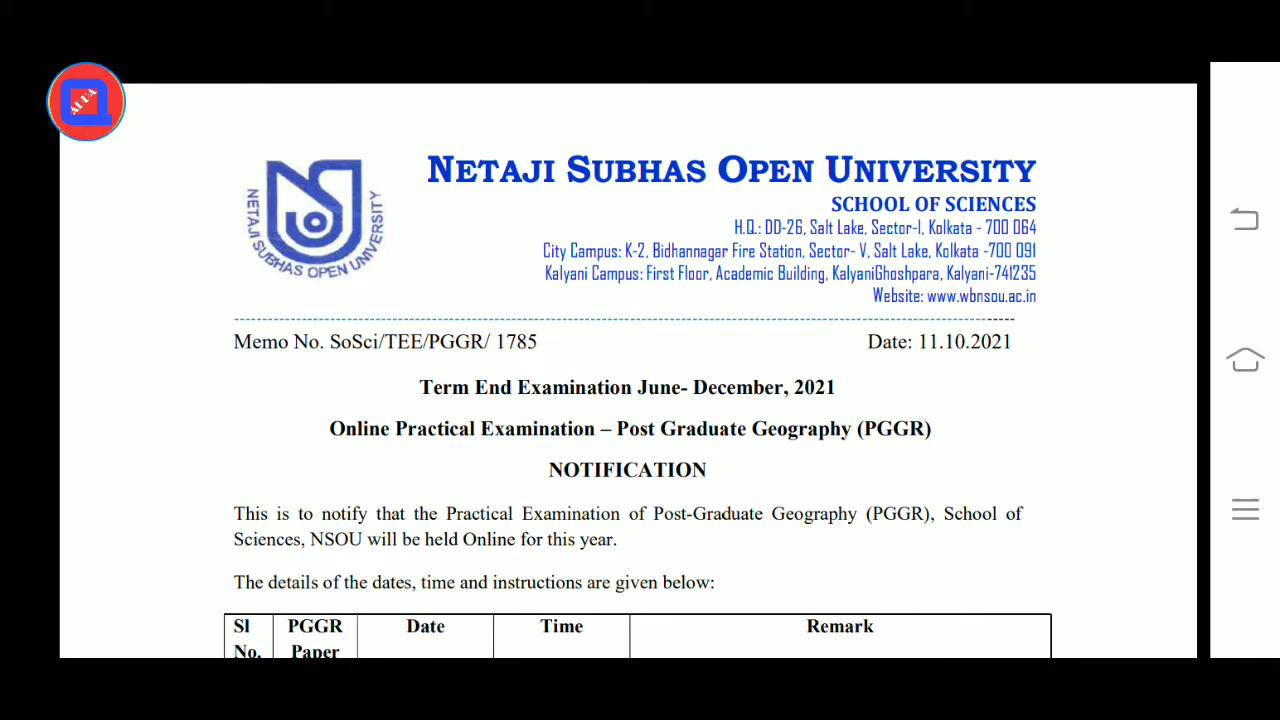 AUDA
NETAJI SUBHAS OPEN UNIVERSITY
NETAJI SUBHAS OPEN UNIVERSITY
SCHOOL OF SCIENCES
H.Q.: DD-26, Salt Lake, Sector-I, Kolkata - 700 064
City Campus: K-2, Bidhannagar Fire Station, Sector- V, Salt Lake, Kolkata -700 091
Kalyani Campus: First Floor, Academic Building, KalyaniGhoshpara, Kalyani-741235
Website: www.wbnsou.ac.in
Memo No. SoSci/TEE/PGGR/ 1785 Date: 11.10.2021
Term End Examination June- December, 2021
Online Practical Examination – Post Graduate Geography (PGGR)
NOTIFICATION
This is to notify that the Practical Examination of Post-Graduate Geography (PGGR), School of
Sciences, NSOU will be held Online for this year.
The details of the dates, time and instructions are given below:
Sl PGGR Date Time Remark
No. Paper